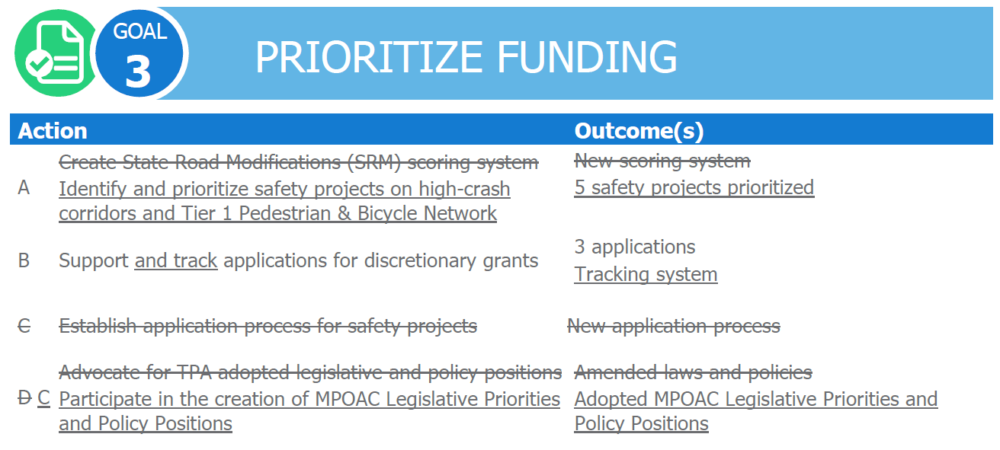 GOAL
3
PRIORITIZE FUNDING
Action Outcome(s)
Create State Road Modifications (SRM) scoring system New scoring system
A Identify and prioritize safety projects on high-crash 5 safety projects prioritized
corridors and Tier 1 Pedestrian & Bicycle Network
3 applications
B Support and track applications for discretionary grants
Tracking system
C Establish application process for safety projects New application process
Advocate for TPA adopted legislative and policy positions Amended laws and policies
D C Participate in the creation of MPOAC Legislative Priorities Adopted MPOAC Legislative Priorities and
and Policy Positions Policy Positions